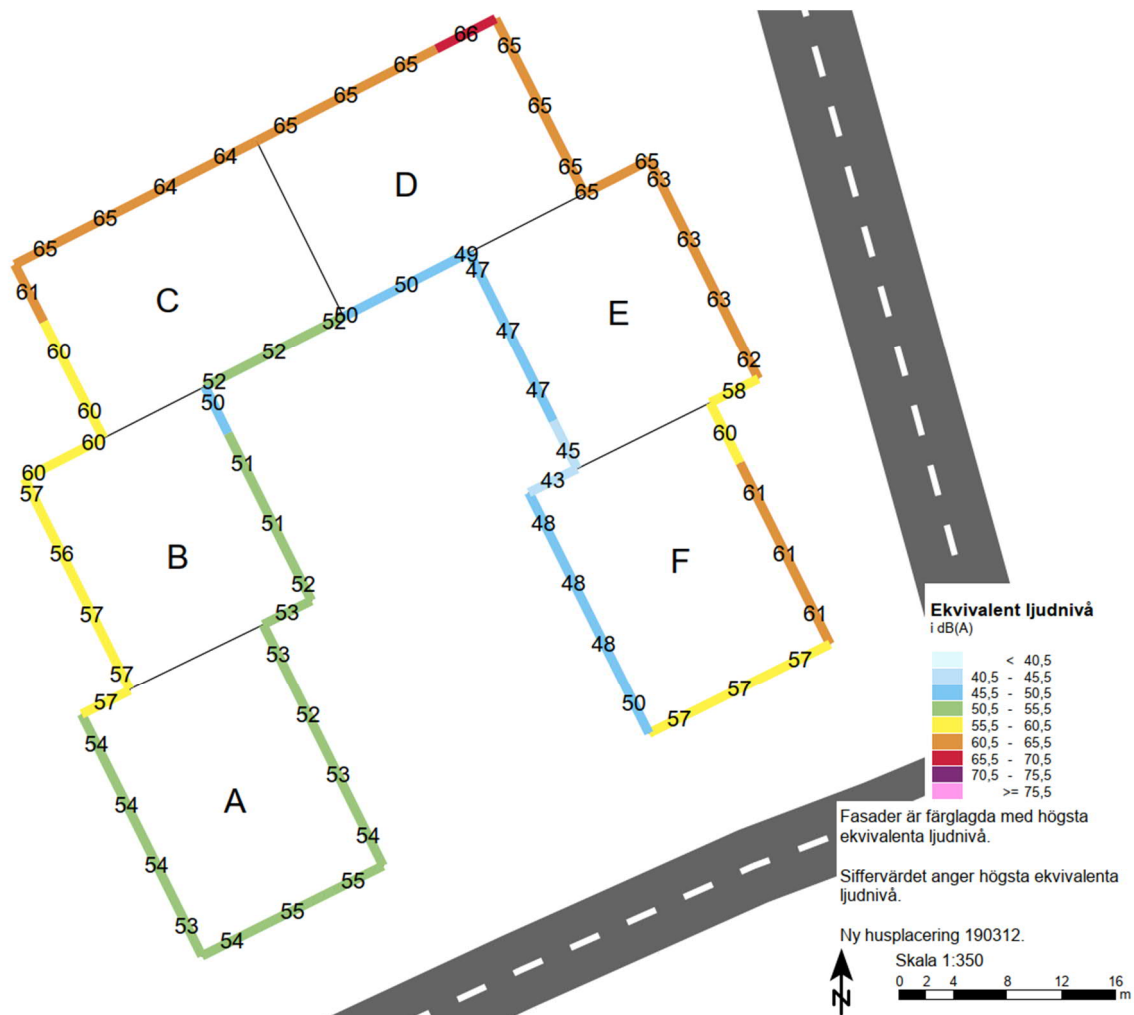 66
65
65
65
65
65
64
64
65
65
61
60
60
60
60
57
56
57
57
57
54
54
54
53
54
55
55
54
53
52
53
53
52
51
51
50
52
52
52
50
50
49
47
47
47
45
43
48
48
48
50
57
57
57
61
61
61
60
58
62
63
63
63
65
65
65
D
C
E
B
F
A
Ekvivalent ljudnivå
i dB(A)
< 40,5
40,5 - 45,5
45,5 - 50,5
50,5 - 55,5
55,5 - 60,5
60,5 - 65,5
65,5 - 70,5
70,5 - 75,5
>= 75,5
Fasader är färglagda med högsta
ekvivalenta ljudnivå.
Siffervärdet anger högsta ekvivalenta
ljudnivå.
Ny husplacering 190312.
Skala 1:350
N
0 2 4 8 12 16
m